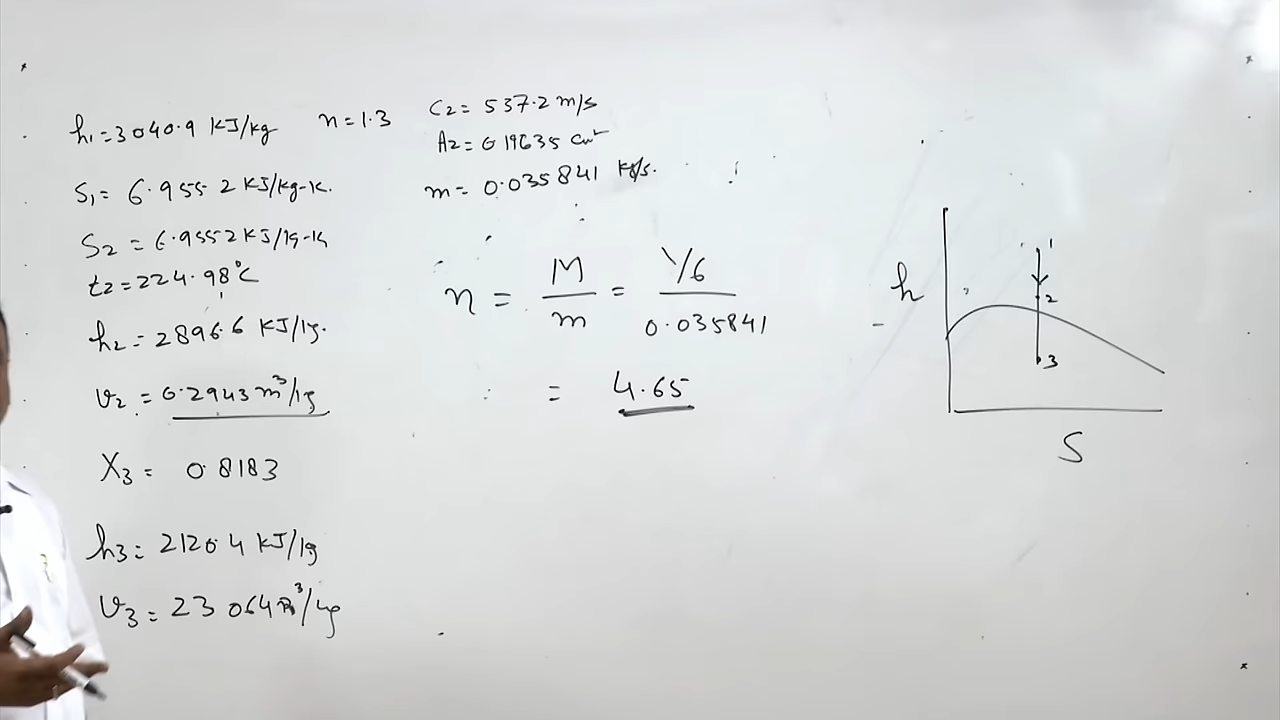 h₁=3040.9 KJ/kg n=1.3
S₁= 6.955 2 KJ/kg-K.
S₂ = 6.9552 KJ/kg-K
t₂=224.98°C
h₂=2896.6 KJ/kg.
v₂ = 0.2943 m³/kg
X₃= 0.8183
h₃= 2120.4 KJ/kg
v₃=23 064 m³/kg
C₂= 537.2 m/s
A₂=0.19635 cm²
m= 0.035841 kg/s.
n = M/m = 1/6 / 0.035841
= 4.65
h
1
2
3
S